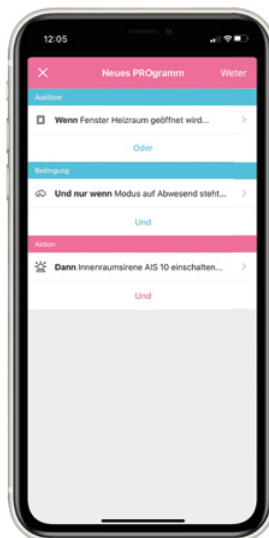 12:05
Neues PROgramm Weter
Auslöser
Wenn Fenster Heizraum geöffnet wird...
Oder
Bedingung
Und nur wenn Modus auf Abwesend steht...
Und
Aktion
Dann Innenraumsirene AIS 10 einschalten...
Und